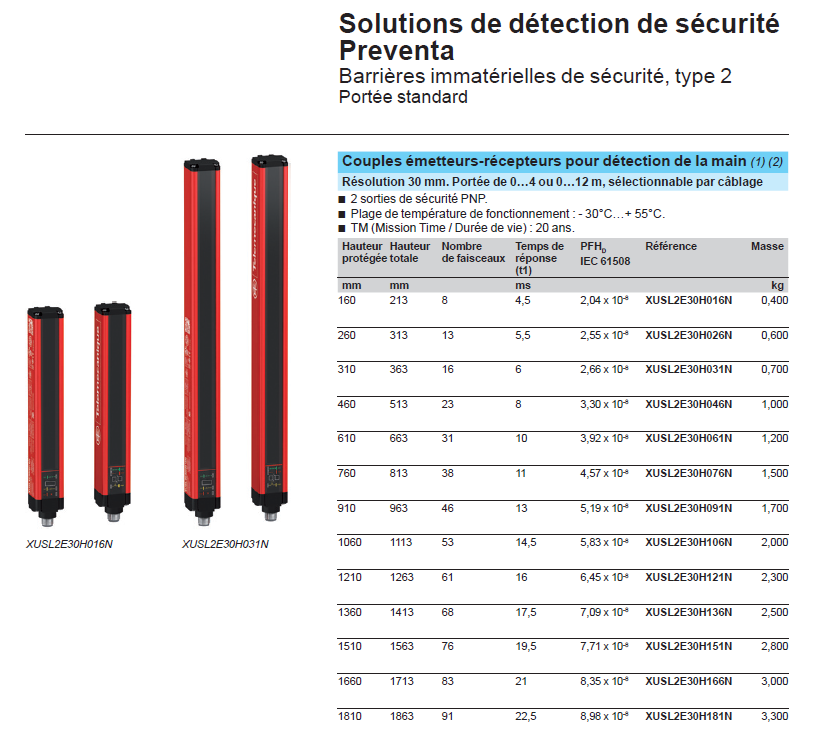 Solutions de détection de sécurité
Preventa
Barrières immatérielles de sécurité, type 2
Portée standard
Couples émetteurs-récepteurs pour détection de la main (1) (2)
Résolution 30 mm. Portée de 0…4 ou 0…12 m, sélectionnable par câblage
■ 2 sorties de sécurité PNP.
■ Plage de température de fonctionnement : - 30°C…+ 55°C.
■ TM (Mission Time / Durée de vie) : 20 ans.
Hauteur protégée Hauteur totale Nombre de faisceaux Temps de réponse (t1) PFHD IEC 61508 Référence Masse
mm mm ms kg
160 213 8 4,5 2,04 x 10-8 XUSL2E30H016N 0,400
260 313 13 5,5 2,55 x 10-8 XUSL2E30H026N 0,600
310 363 16 6 2,66 x 10-8 XUSL2E30H031N 0,700
460 513 23 8 3,30 x 10-8 XUSL2E30H046N 1,000
610 663 31 10 3,92 x 10-8 XUSL2E30H061N 1,200
760 813 38 11 4,57 x 10-8 XUSL2E30H076N 1,500
910 963 46 13 5,19 x 10-8 XUSL2E30H091N 1,700
1060 1113 53 14,5 5,83 x 10-8 XUSL2E30H106N 2,000
1210 1263 61 16 6,45 x 10-8 XUSL2E30H121N 2,300
1360 1413 68 17,5 7,09 x 10-8 XUSL2E30H136N 2,500
1510 1563 76 19,5 7,71 x 10-8 XUSL2E30H151N 2,800
1660 1713 83 21 8,35 x 10-8 XUSL2E30H166N 3,000
1810 1863 91 22,5 8,98 x 10-8 XUSL2E30H181N 3,300
Telemecanique
Telemecanique
XUSL2E30H016N
XUSL2E30H031N